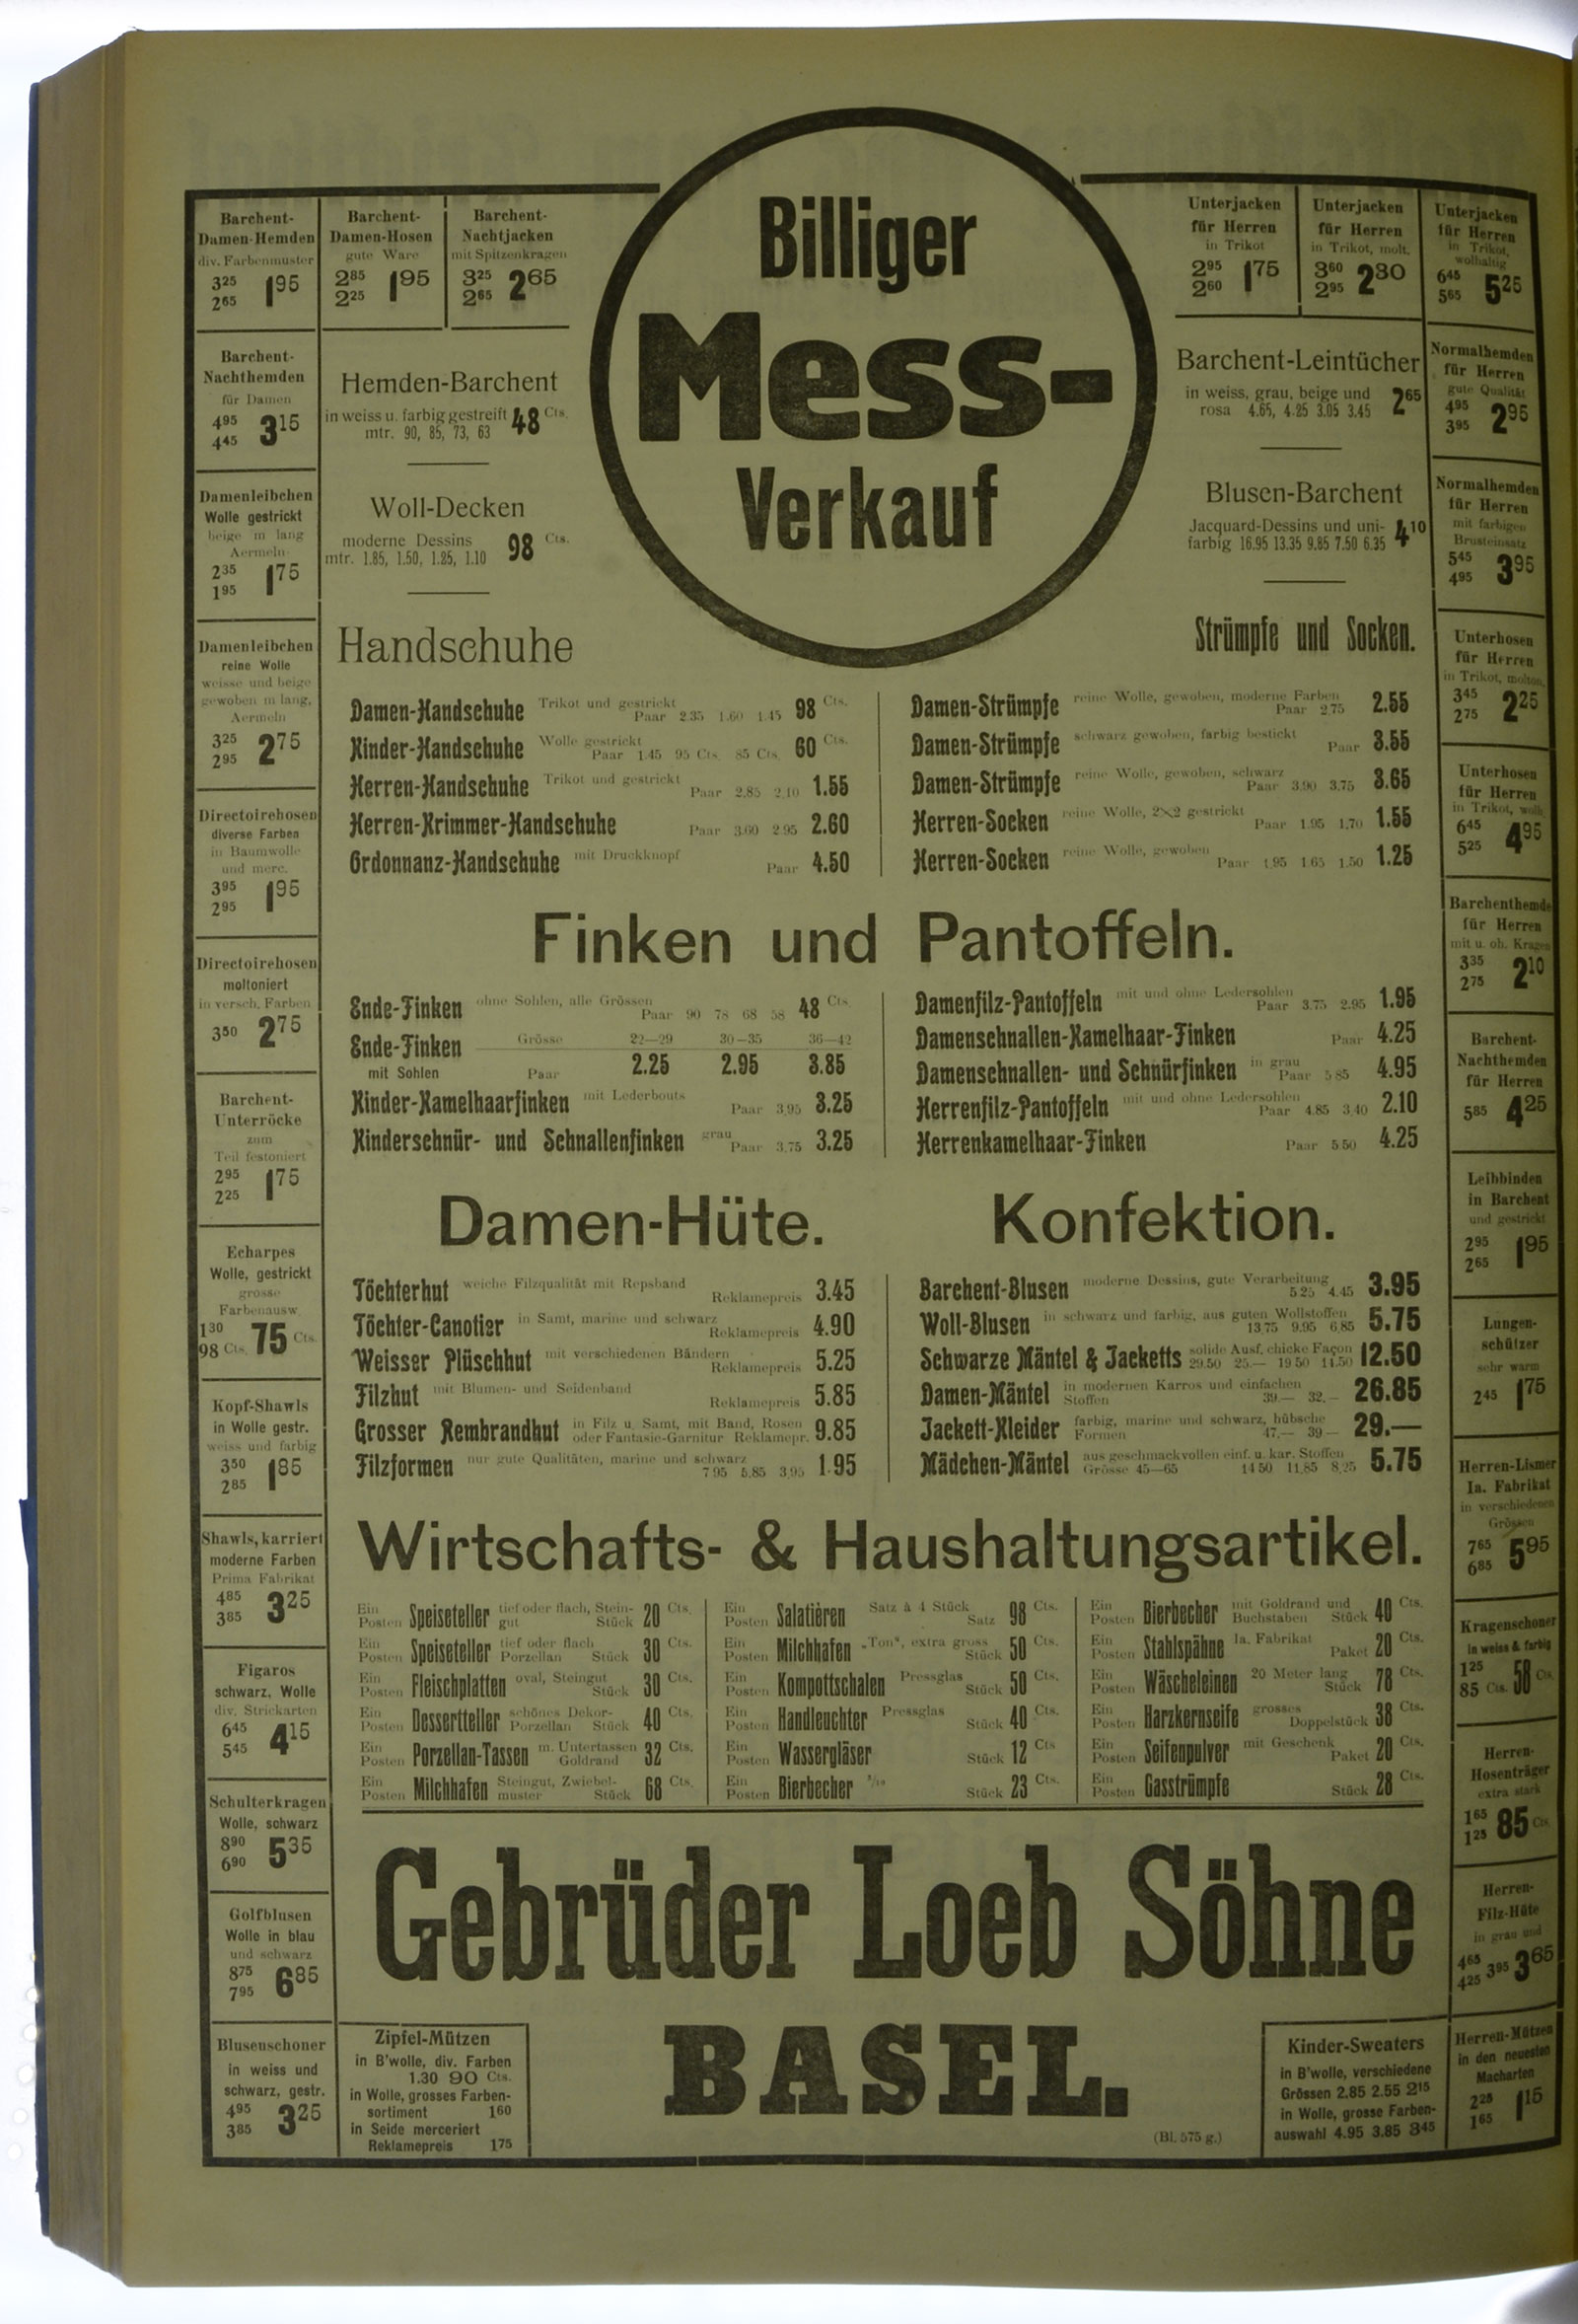 Billiger
Mess-
Verkauf
Barchent-
Damen-Hemden
div. Farbenmuster
3 25
2 65 1 95
Barchent-
Damen-Hosen
gute Ware
2 85
2 25 1 95
Barchent-
Nachtjacken
mit Spitzenkragen
3 25
2 65 2 65
Unterjacken
für Herren
in Trikot
2 95
2 60 1 75
Unterjacken
für Herren
in Trikot, molt.
3 60
2 95 2 30
Unterjacken
für Herren
in Trikot,
wollhaltig
6 45
5 65 5 25
Barchent-
Nachthemden
für Damen
4 95
4 45 3 15
Damenleibchen
Wolle gestrickt
beige m lang
Aermeln
2 35
1 95 1 75
Damenleibchen
reine Wolle
weisse und beige
gewoben m lang,
Aermeln
3 25
2 95 2 75
Directoirehosen
diverse Farben
in Baumwolle
und merc.
3 95
2 95 1 95
Directoirehosen
moltoniert
in versch. Farben
3 50 2 75
Barchent-
Unterröcke
zum
Teil festoniert
2 95
2 25 1 75
Echarpes
Wolle, gestrickt
grosse
Farbenausw.
1 30
98 Cts. 75 Cts.
Kopf-Shawls
in Wolle gestr.
weiss und farbig
3 50
2 85 1 85
Shawls, karriert
moderne Farben
Prima Fabrikat
4 85
3 85 3 25
Figaros
schwarz. Wolle
div. Strickarten
6 45
5 45 4 15
Schulterkragen
Wolle, schwarz
8 90
6 90 5 35
Golfblusen
Wolle in blau
und schwarz
8 75
7 95 6 85
Blusenschoner
in weiss und
schwarz, gestr.
4 95
3 85 3 25
Hemden-Barchent
in weiss u. farbig gestreift 48 Cts.
mtr. 90, 85, 73, 63
Woll-Decken
moderne Dessins 98 Cts.
mtr. 1.85, 1.50, 1.25, 1.10
Barchent-Leintücher
in weiss, grau, beige und 2 65
rosa 4.65, 4.25 3.05 3.45
Blusen-Barchent
Jacquard-Dessins und uni- 4 10
farbig 16.95 13.35 9.85 7.50 6.35
Handschuhe
Damen-Handschuhe Trikot und gestrickt Paar 2.35 1.60 1.45 98 Cts.
Kinder-Handschuhe Wolle gestrickt Paar 1.45 95 Cts. 85 Cts. 60 Cts.
Herren-Handschuhe Trikot und gestrickt Paar 2.85 2.10 1.55
Herren-Krimmer-Handschuhe Paar 3.60 2.95 2.60
Ordonnanz-Handschuhe mit Druckknopf Paar 4.50
Strümpfe und Socken.
Damen-Strümpfe reine Wolle, gewoben, moderne Farben Paar 2.75 2.55
Damen-Strümpfe schwarz gewoben, farbig bestickt Paar 3.55
Damen-Strümpfe reine Wolle, gewoben, schwarz Paar 3.90 3.75 3.65
Herren-Socken reine Wolle, 2×2 gestrickt Paar 1.95 1.70 1.55
Herren-Socken reine Wolle, gewoben Paar 1.95 1.65 1.50 1.25
Finken und Pantoffeln.
Ende-Finken ohne Sohlen, alle Grössen Paar 90 78 68 58 48 Cts.
Ende-Finken Grösse 22—29 30—35 36—42
mit Sohlen Paar 2.25 2.95 3.85
Kinder-Kamelhaarfinken mit Lederbouts Paar 3.95 3.25
Kinderschnür- und Schnallenfinken grau Paar 3.75 3.25
Damenfilz-Pantoffeln mit und ohne Ledersohlen Paar 3.75 2.95 1.95
Damenschnallen-Kamelhaar-Finken Paar 4.25
Damenschnallen- und Schnürfinken in grau Paar 5 85 4.95
Herrenfilz-Pantoffeln mit und ohne Ledersohlen Paar 4.85 3.40 2.10
Herrenkamelhaar-Finken Paar 5 50 4.25
Damen-Hüte.
Töchterhut weiche Filzqualität mit Repsband Reklamepreis 3.45
Töchter-Canotier in Samt, marine und schwarz Reklamepreis 4.90
Weisser Plüschhut mit verschiedenen Bändern Reklamepreis 5.25
Filzhut mit Blumen- und Seidenband Reklamepreis 5.85
Grosser Rembrandhut in Filz u. Samt, mit Band, Rosen oder Fantasie-Garnitur Reklamepr. 9.85
Filzformen nur gute Qualitäten, marine und schwarz 7 95 5.85 3.95 1.95
Konfektion.
Barchent-Blusen moderne Dessins, gute Verarbeitung 5 25 4.45 3.95
Woll-Blusen in schwarz und farbig, aus guten Wollstoffen 13.75 9.95 6.85 5.75
Schwarze Mäntel & Jacketts solide Ausf. chicke Façon 29.50 25.— 19 50 14.50 12.50
Damen-Mäntel in modernen Karros und einfachen Stoffen 39.— 32.- 26.85
Jackett-Kleider farbig, marine und schwarz, hübsche Formen 47.— 39— 29.—
Mädchen-Mäntel aus geschmackvollen einf. u. kar. Stoffen Grösse 45—65 14 50 11.85 8.25 5.75
Wirtschafts- & Haushaltungsartikel.
Ein Posten Speiseteller tief oder flach, Steingut Stück 20 Cts.
Ein Posten Speiseteller tief oder flach Porzellan Stück 30 Cts.
Ein Posten Fleischplatten oval, Steingut Stück 30 Cts.
Ein Posten Dessertteller schönes Dekor- Porzellan Stück 40 Cts.
Ein Posten Porzellan-Tassen m. Untertassen Goldrand 32 Cts.
Ein Posten Milchhafen Steingut, Zwiebel- muster Stück 68 Cts.
Ein Posten Salatièren Satz à 4 Stück Satz 98 Cts.
Ein Posten Milchhafen „Ton“, extra gross Stück 50 Cts.
Ein Posten Kompottschalen Pressglas Stück 50 Cts.
Ein Posten Handleuchter Pressglas Stück 40 Cts.
Ein Posten Wassergläser Stück 12 Cts
Ein Posten Bierbecher Stück 23 Cts.
Ein Posten Bierbecher mit Goldrand und Buchstaben Stück 40 Cts.
Ein Posten Stahlspähne Ia. Fabrikat Paket 20 Cts.
Ein Posten Wäscheleinen 20 Meter lang Stück 78 Cts.
Ein Posten Harzkernseife grosses Doppelstück 38 Cts.
Ein Posten Seifenpulver mit Geschenk Paket 20 Cts.
Ein Posten Gasstrümpfe Stück 28 Cts.
Normalhemden
für Herren
gute Qualität
4 95
3 95 2 95
Normalhemden
für Herren
mit farbigen
Brusteinsatz
5 45
4 95 3 95
Unterhosen
für Herren
in Trikot, molton.
3 45
2 75 2 25
Unterhosen
für Herren
in Trikot, wollh.
6 45
5 25 4 95
Barchenthemde
für Herren
mit u. oh. Kragen
3 35
2 75 2 10
Barchent-
Nachthemden
für Herren
5 85 4 25
Leibbinden
in Barchent
und gestrickt
2 95
2 65 1 95
Lungen-
schützer
sehr warm
2 45 1 75
Herren-Lismer
Ia. Fabrikat
in verschiedenen
Grössen
7 65
6 85 5 95
Kragenschoner
in weiss & farbig
1 25
85 Cts. 58 Cts.
Herren-
Hosenträger
extra stark
1 65
1 25 85 Cts.
Herren-
Filz-Hüte
in grau und
4 65
4 25 3 95 3 65
Herren-Mützen
in den neuesten
Macharten
2 25
1 65 1 15
Gebrüder Loeb Söhne
BASEL.
Zipfel-Mützen
in B'wolle, div. Farben
1.30 90 Cts.
in Wolle, grosses Farben-
sortiment 1 60
in Seide merceriert
Reklamepreis 1 75
(Bl. 575 g.)
Kinder-Sweaters
in B'wolle, verschiedene
Grössen 2.85 2.55 2 15
in Wolle, grosse Farben-
auswahl 4.95 3.85 3 45